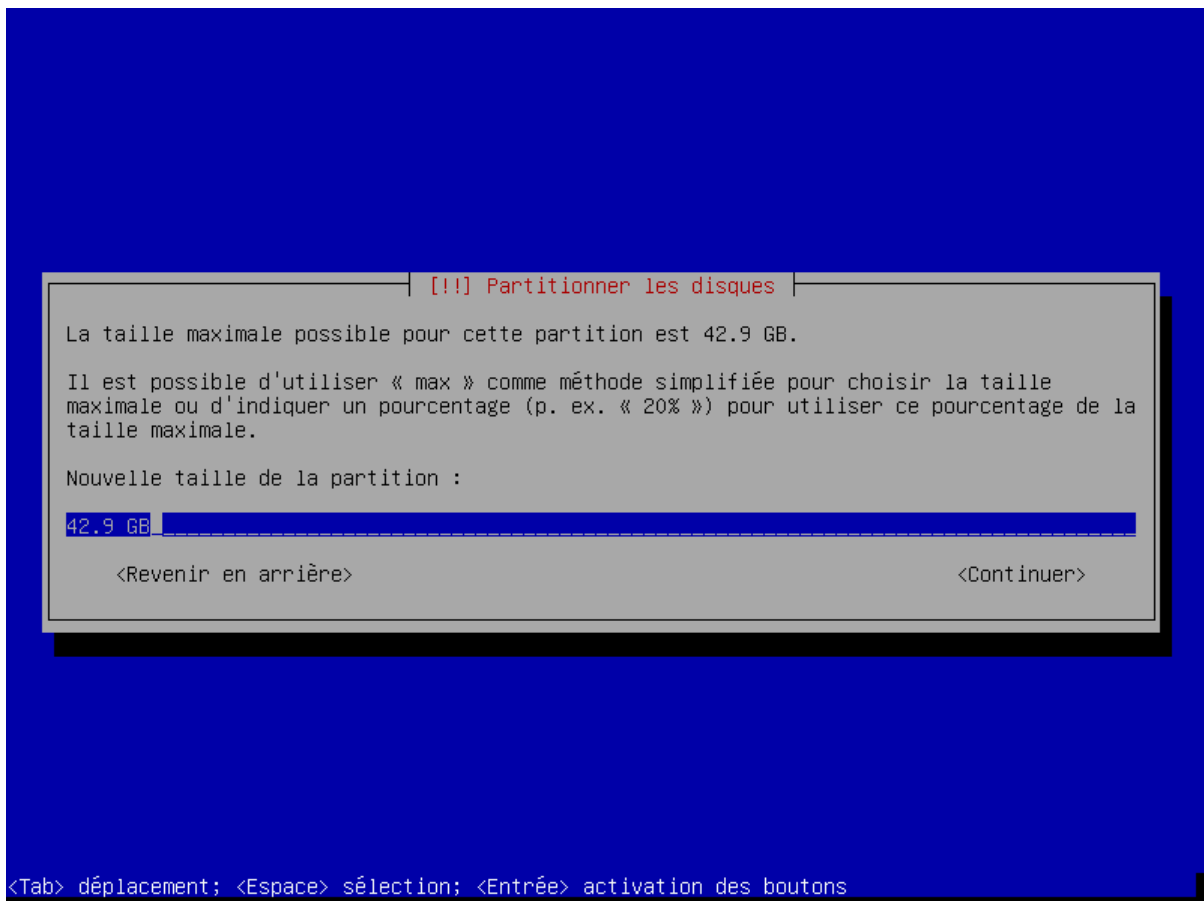 [!!] Partitionner les disques
La taille maximale possible pour cette partition est 42.9 GB.
Il est possible d'utiliser « max » comme méthode simplifiée pour choisir la taille
maximale ou d'indiquer un pourcentage (p. ex. « 20% ») pour utiliser ce pourcentage de la
taille maximale.
Nouvelle taille de la partition :
42.9 GB
<Revenir en arrière> <Continuer>
<Tab> déplacement; <Espace> sélection; <Entrée> activation des boutons